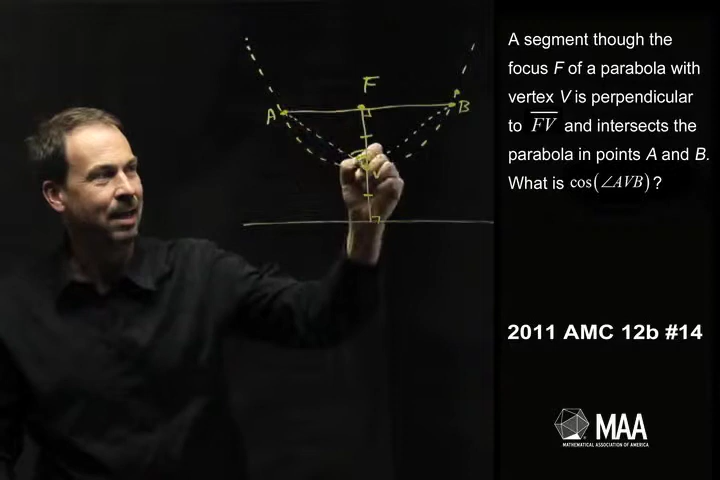 F
A
B
V
A segment though the
focus F of a parabola with
vertex V is perpendicular
to FV and intersects the
parabola in points A and B.
What is cos(∠AVB)?
2011 AMC 12b #14
MAA
MATHEMATICAL ASSOCIATION OF AMERICA